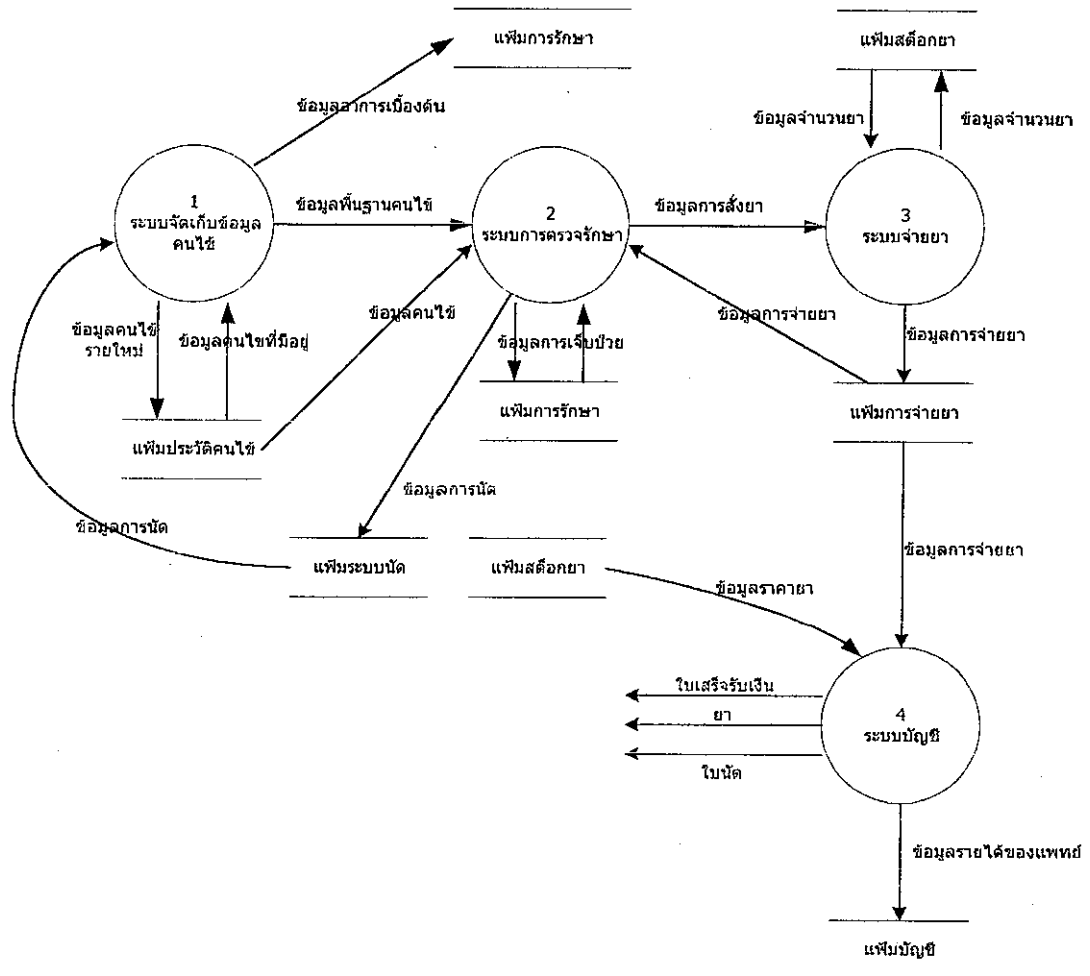 แฟ้มการรักษา
แฟ้มสต็อกยา
ข้อมูลอาการเบื้องต้น
ข้อมูลจำนวนยา
ข้อมูลจำนวนยา
1
ระบบจัดเก็บข้อมูล
คนไข้
ข้อมูลพื้นฐานคนไข้
2
ระบบการตรวจรักษา
ข้อมูลการสั่งยา
3
ระบบจ่ายยา
ข้อมูลคนไข้
รายใหม่
ข้อมูลคนไขที่มีอยู่
ข้อมูลคนไข้
ข้อมูลการเจ็บป่วย
ข้อมูลการจ่ายยา
ข้อมูลการจ่ายยา
แฟ้มประวัติคนไข้
แฟ้มการรักษา
แฟ้มการจ่ายยา
ข้อมูลการนัด
ข้อมูลการนัด
แฟ้มระบบนัด
แฟ้มสต็อกยา
ข้อมูลราคายา
ข้อมูลการจ่ายยา
ใบเสร็จรับเงิน
ยา
ใบนัด
4
ระบบบัญชี
ข้อมูลรายได้ของแพทย์
แฟ้มบัญชี